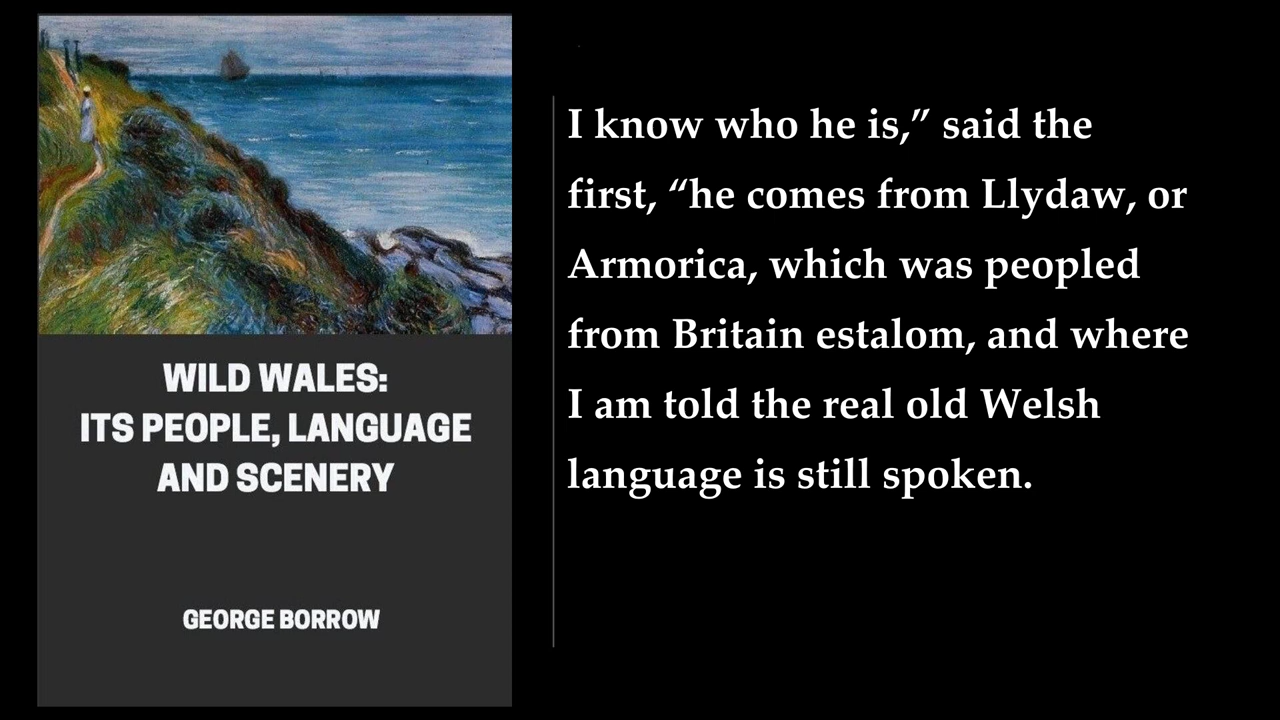 WILD WALES:
ITS PEOPLE, LANGUAGE
AND SCENERY
GEORGE BORROW
I know who he is,” said the
first, “he comes from Llydaw, or
Armorica, which was peopled
from Britain estalom, and where
I am told the real old Welsh
language is still spoken.